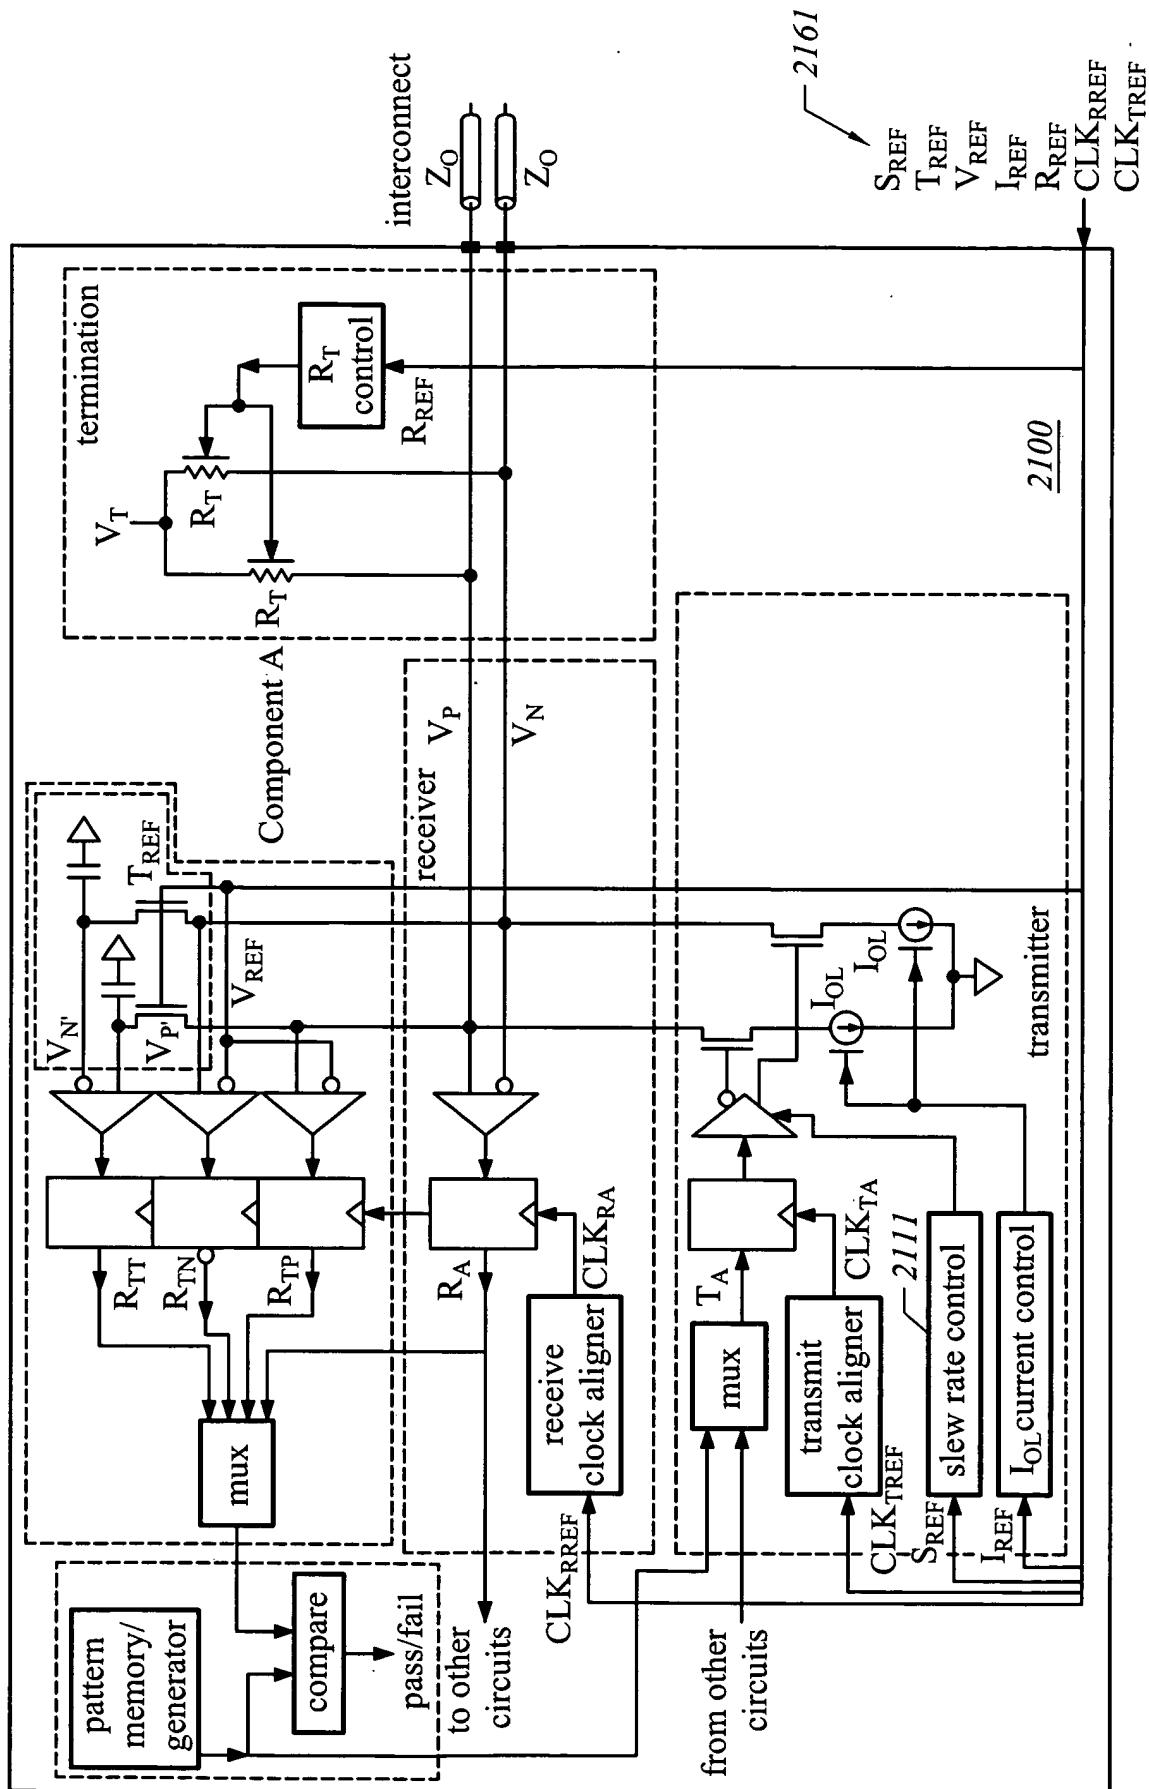 pattern
memory/
generator
compare
pass/fail
mux
R_TT
R_TN
R_TP
V_N'
V_P'
T_REF
V_REF
Component A
termination
V_T
R_T
R_T
R_T
control
R_REF
interconnect
Z_O
Z_O
receiver
V_P
V_N
R_A
CLK_RA
receive
clock aligner
CLK_RREF
to other
circuits
from other
circuits
mux
T_A
CLK_TA
transmit
clock aligner
CLK_TREF
slew rate control
2111
S_REF
I_OL current control
I_REF
I_OL
I_OL
transmitter
2100
2161
S_REF
T_REF
V_REF
I_REF
R_REF
CLK_RREF
CLK_TREF